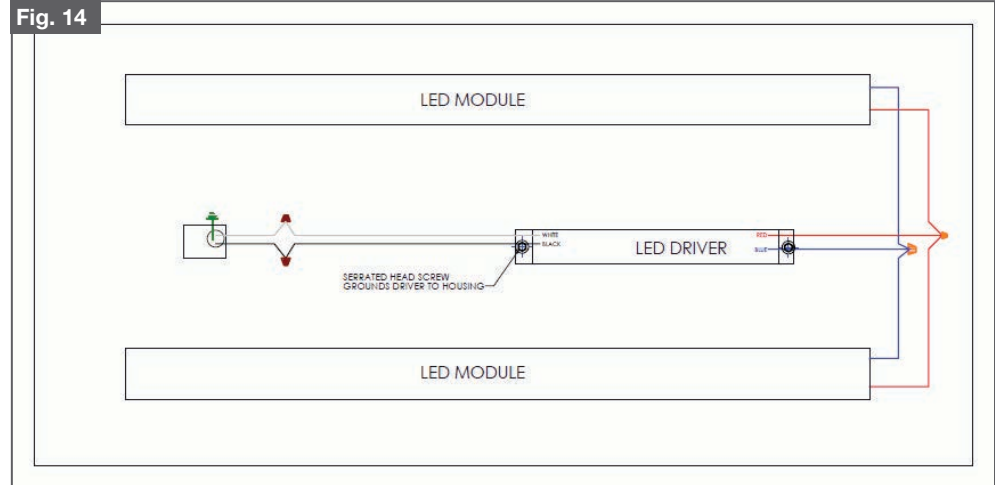 Fig. 14
LED MODULE
WHITE
BLACK
LED DRIVER
RED
BLUE
SERRATED HEAD SCREW
GROUNDS DRIVER TO HOUSING
LED MODULE